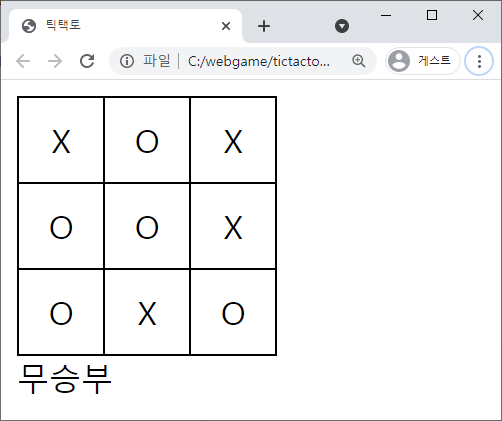 틱택토
파일 C:/webgame/tictacto... 게스트
X O X
O O X
O X O
무승부